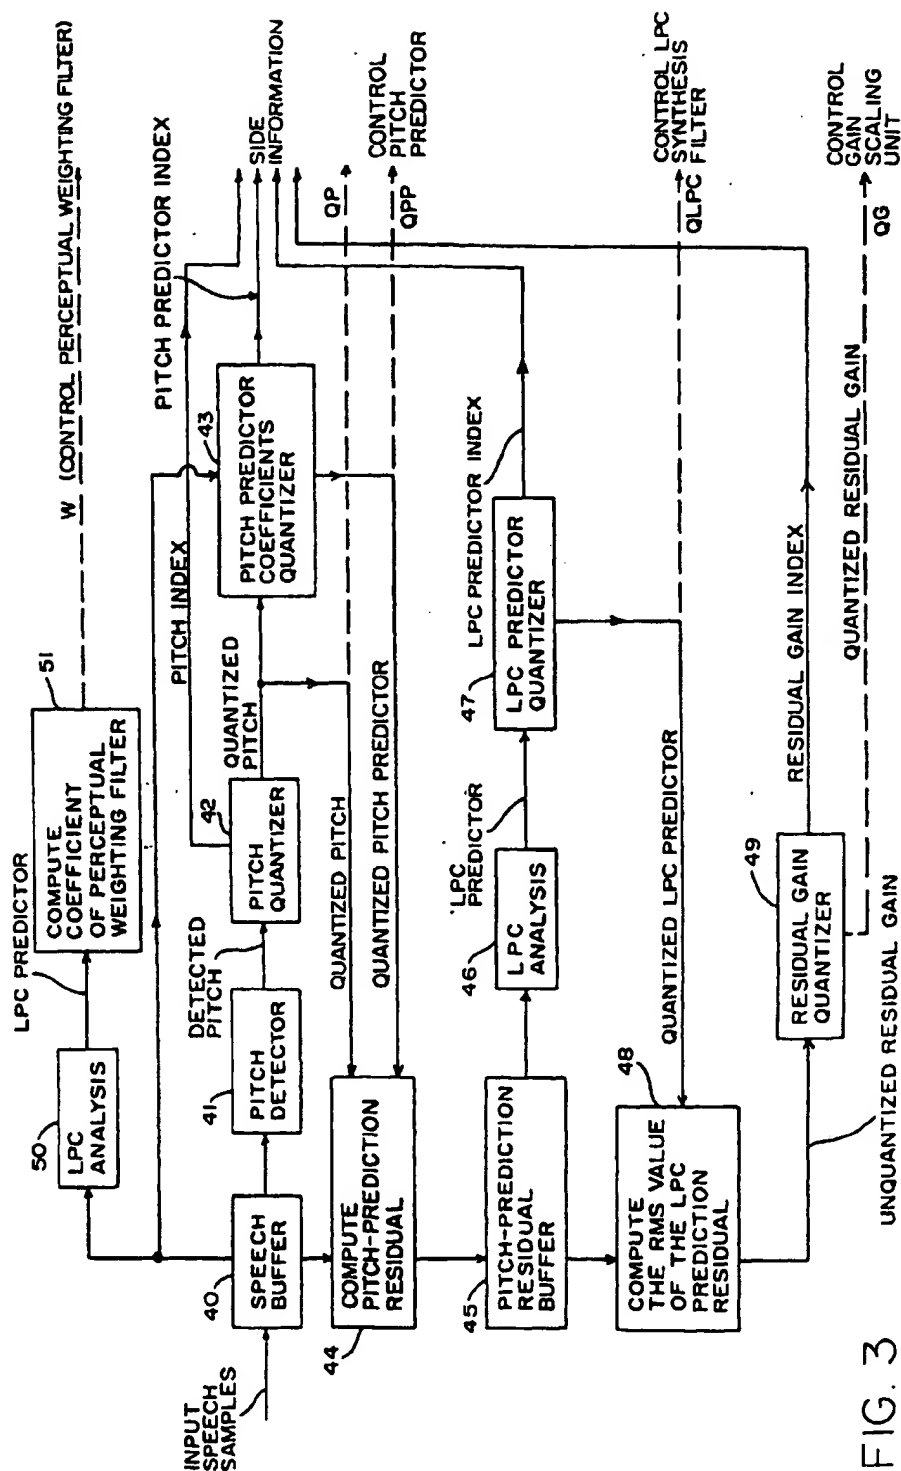 W (CONTROL PERCEPTUAL WEIGHTING FILTER)
LPC PREDICTOR
51
COMPUTE
COEFFICIENT
OF PERCEPTUAL
WEIGHTING FILTER
50
LPC
ANALYSIS
PITCH PREDICTOR INDEX
PITCH INDEX
SIDE
INFORMATION
INPUT
SPEECH
SAMPLES
40
SPEECH
BUFFER
41
PITCH
DETECTOR
DETECTED
PITCH
42
PITCH
QUANTIZER
QUANTIZED
PITCH
43
PITCH PREDICTOR
COEFFICIENTS
QUANTIZER
QP
QPP
CONTROL
PITCH
PREDICTOR
QUANTIZED PITCH
QUANTIZED PITCH PREDICTOR
44
COMPUTE
PITCH-PREDICTION
RESIDUAL
45
PITCH-PREDICTION
RESIDUAL
BUFFER
46
LPC
ANALYSIS
LPC
PREDICTOR
47
LPC PREDICTOR
QUANTIZER
LPC PREDICTOR INDEX
QLPC
CONTROL LPC
SYNTHESIS
FILTER
QUANTIZED LPC PREDICTOR
48
COMPUTE
THE RMS VALUE
OF THE LPC
PREDICTION
RESIDUAL
49
RESIDUAL GAIN
QUANTIZER
RESIDUAL GAIN INDEX
QUANTIZED RESIDUAL GAIN
QG
CONTROL
GAIN
SCALING
UNIT
UNQUANTIZED RESIDUAL GAIN
FIG. 3